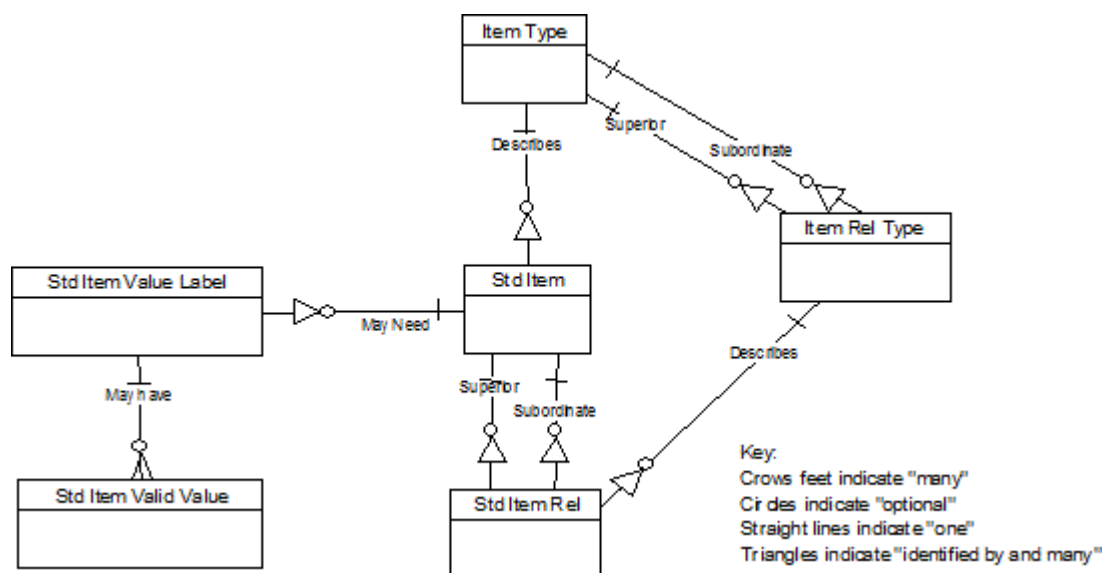 Item Type
Superior
Describes
Subordinate
Item Rel Type
Std Item Value Label
Std Item
May Need
Describes
Superior
May have
Subordinate
Std Item Valid Value
Std Item Rel
Key:
Crows feet indicate "many"
Circles indicate "optional"
Straight lines indicate "one"
Triangles indicate "identified by and many"